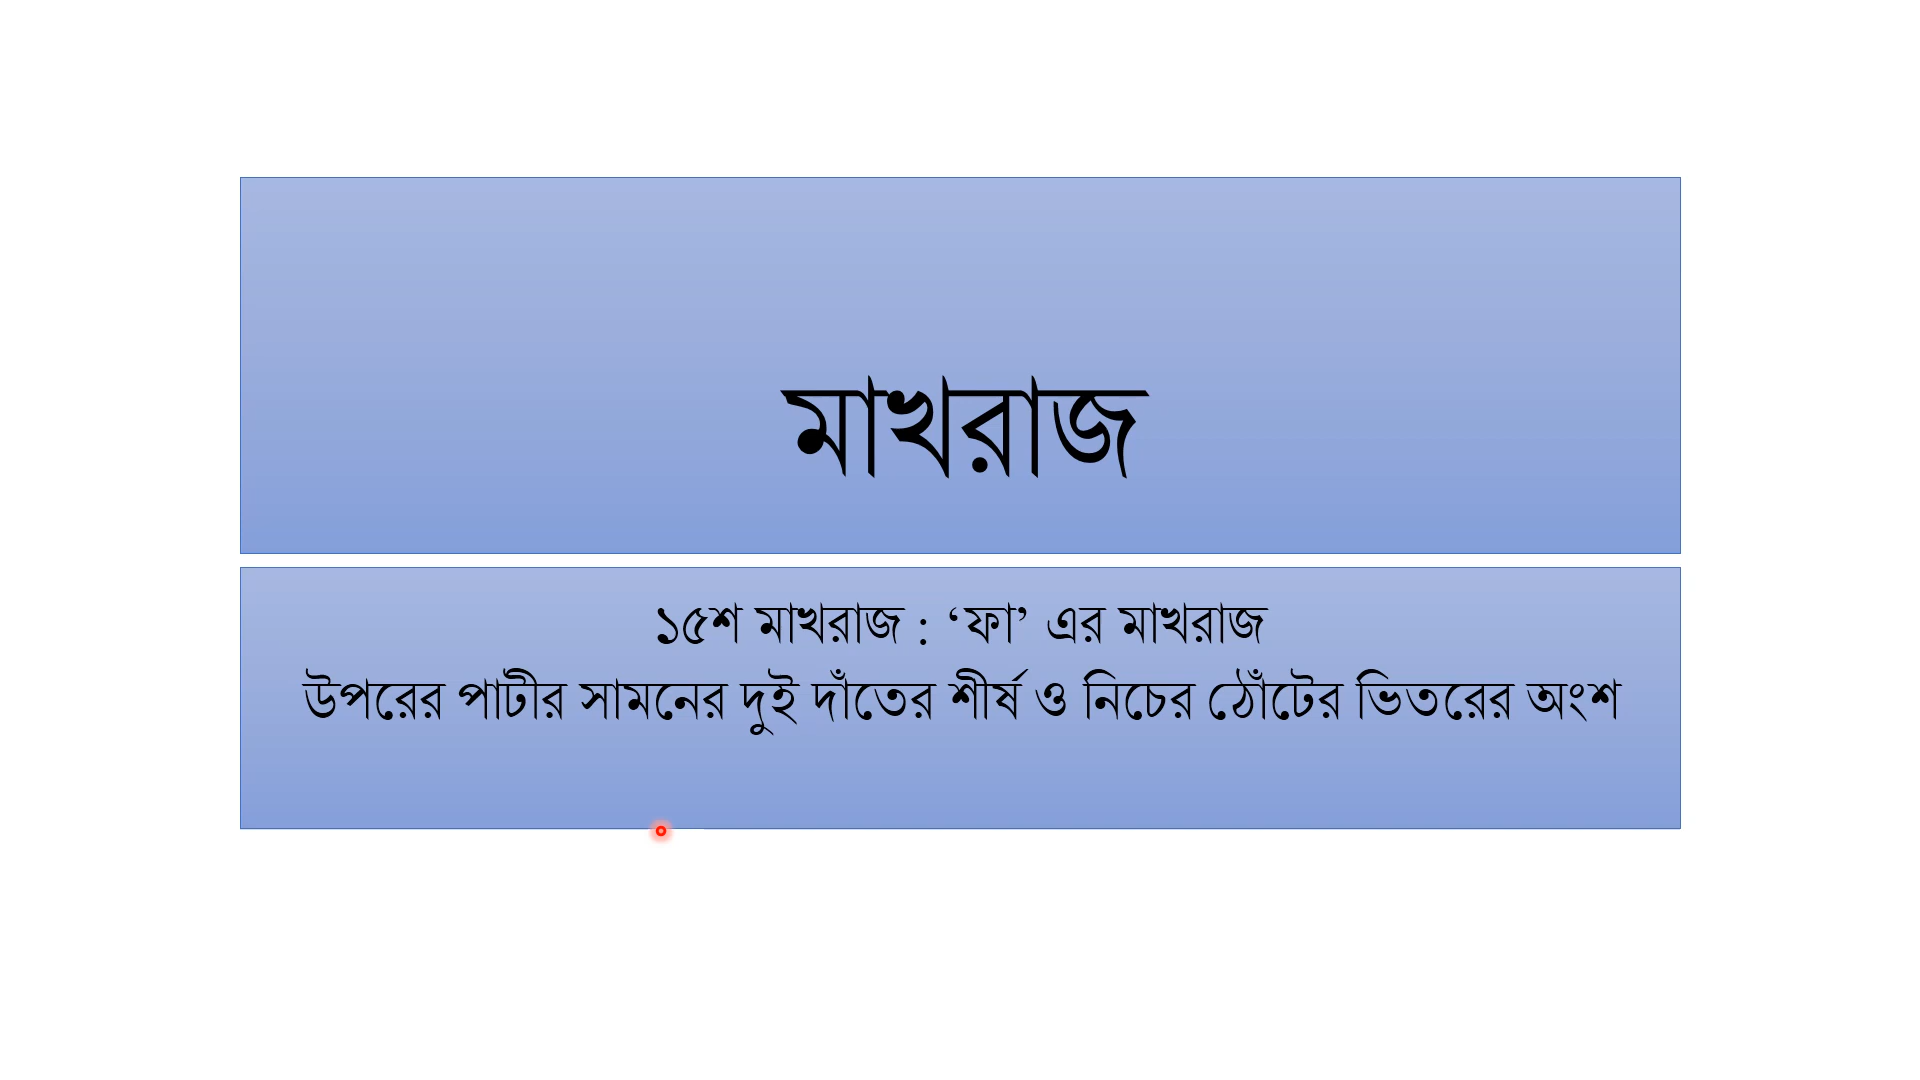 মাখরাজ
১৫শ মাখরাজ : ‘ফা’ এর মাখরাজ
উপরের পাটীর সামনের দুই দাঁতের শীর্ষ ও নিচের ঠোঁটের ভিতরের অংশ